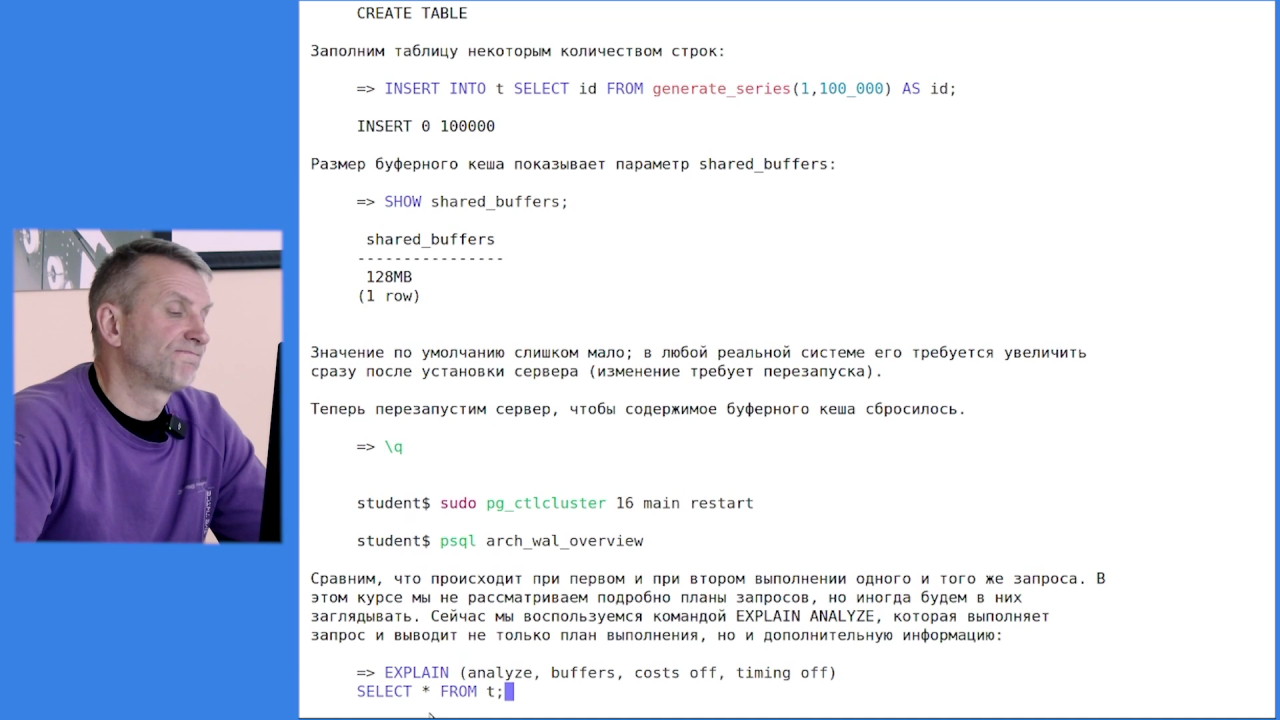 CREATE TABLE
Заполним таблицу некоторым количеством строк:
=> INSERT INTO t SELECT id FROM generate_series(1,100_000) AS id;
INSERT 0 100000
Размер буферного кеша показывает параметр shared_buffers:
=> SHOW shared_buffers;
shared_buffers
----------------
128MB
(1 row)
Значение по умолчанию слишком мало; в любой реальной системе его требуется увеличить
сразу после установки сервера (изменение требует перезапуска).
Теперь перезапустим сервер, чтобы содержимое буферного кеша сбросилось.
=> \q
student$ sudo pg_ctlcluster 16 main restart
student$ psql arch_wal_overview
Сравним, что происходит при первом и при втором выполнении одного и того же запроса. В
этом курсе мы не рассматриваем подробно планы запросов, но иногда будем в них
заглядывать. Сейчас мы воспользуемся командой EXPLAIN ANALYZE, которая выполняет
запрос и выводит не только план выполнения, но и дополнительную информацию:
=> EXPLAIN (analyze, buffers, costs off, timing off)
SELECT * FROM t;